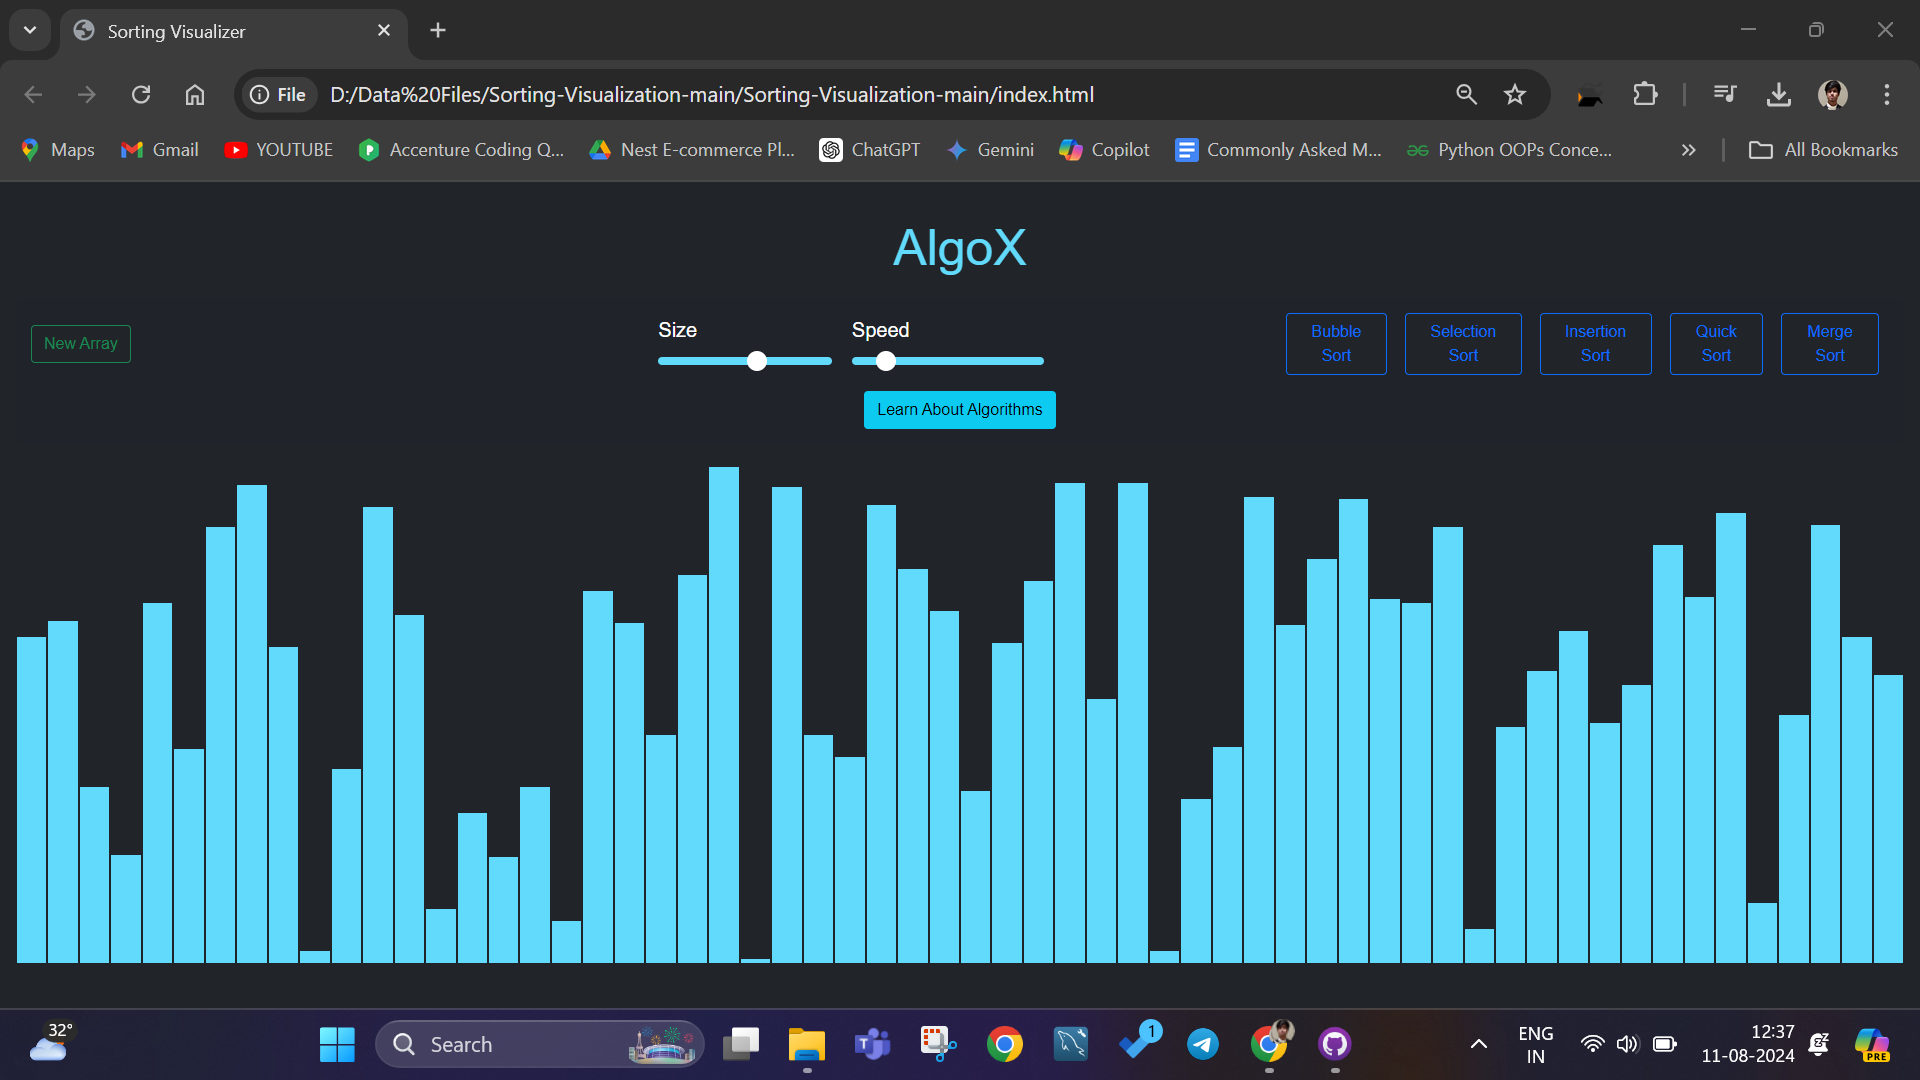 Sorting Visualizer
File D:/Data%20Files/Sorting-Visualization-main/Sorting-Visualization-main/index.html
Maps Gmail YOUTUBE Accenture Coding Q... Nest E-commerce Pl... ChatGPT Gemini Copilot Commonly Asked M... Python OOPs Conce... » All Bookmarks
AlgoX
New Array
Size
Speed
Bubble
Sort
Selection
Sort
Insertion
Sort
Quick
Sort
Merge
Sort
Learn About Algorithms
32°
Search
1
ENG
IN
12:37
11-08-2024
PRE